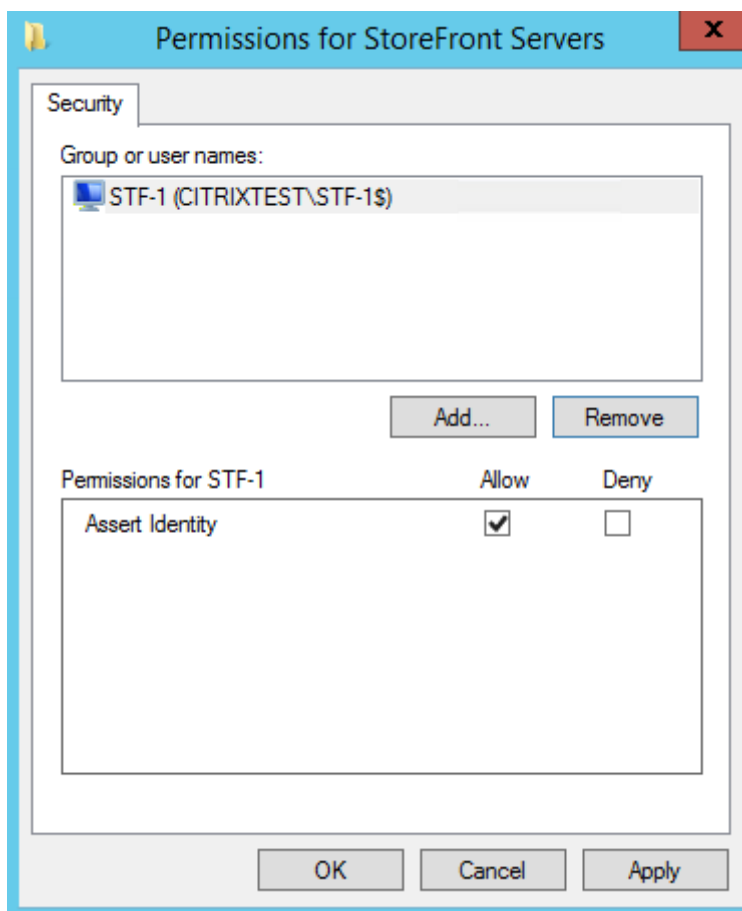 Permissions for StoreFront Servers
x
Security
Group or user names:
STF-1 (CITRIXTEST\STF-1$)
Add... Remove
Permissions for STF-1 Allow Deny
Assert Identity
OK Cancel Apply